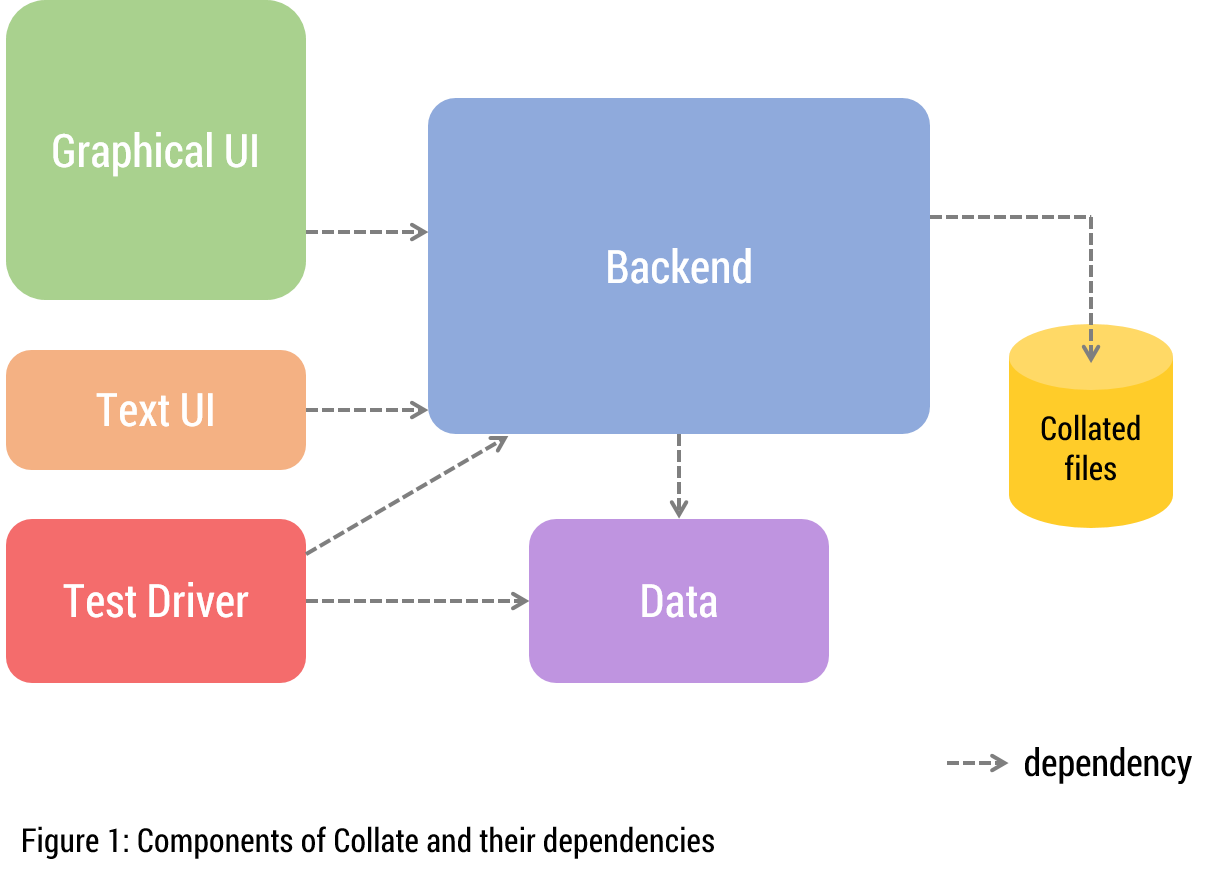 Graphical UI
Backend
Text UI
Collated
files
Test Driver
Data
dependency
Figure 1: Components of Collate and their dependencies